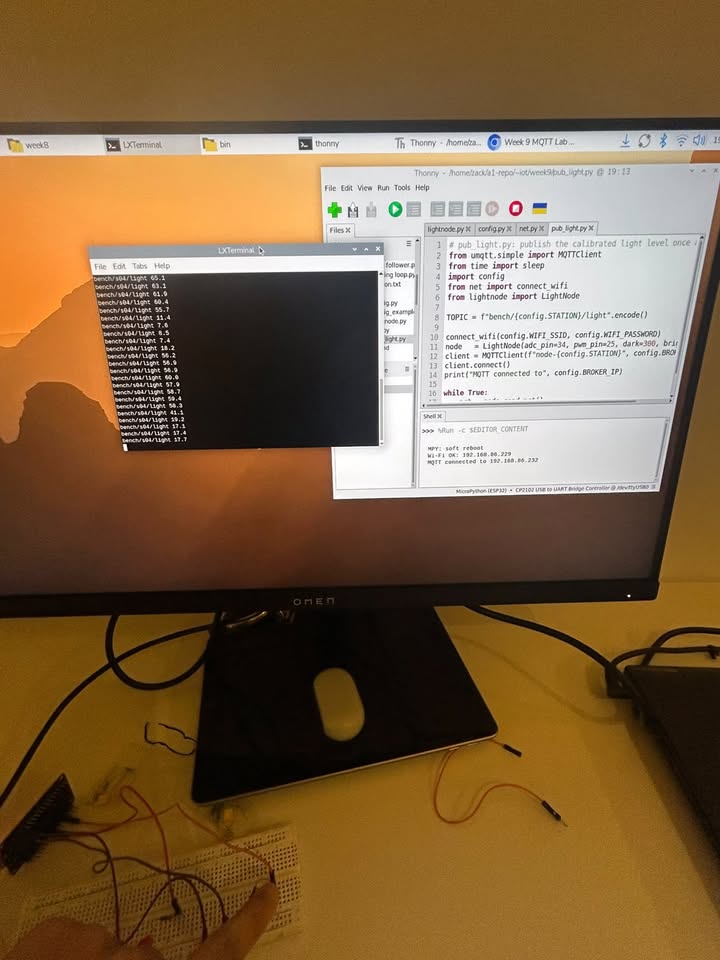 week8
LXTerminal
bin
thonny
Thonny - /home/za...
Week 9 MQTT Lab ...
Thonny - /home/zack/a1-repo/~iot/week9/pub_light.py @ 19:13
File Edit View Run Tools Help
Files
lightnode.py
config.py
net.py
pub_light.py
1 # pub_light.py: publish the calibrated light level once
2 from umqtt.simple import MQTTClient
3 from time import sleep
4 import config
5 from net import connect_wifi
6 from lightnode import LightNode
7
8 TOPIC = f"bench/{config.STATION}/light".encode()
9
10 connect_wifi(config.WIFI_SSID, config.WIFI_PASSWORD)
11 node = LightNode(adc_pin=34, pwm_pin=25, dark=300, bri
12 client = MQTTClient(f"node-{config.STATION}", config.BRO
13 client.connect()
14 print("MQTT connected to", config.BROKER_IP)
15
16 while True:
Shell
>>> %Run -c $EDITOR_CONTENT
MPY: soft reboot
Wi-Fi OK: 192.168.86.229
MQTT connected to 192.168.86.232
MicroPython (ESP32) • CP2102 USB to UART Bridge Controller @ /dev/ttyUSB0
LXTerminal
File Edit Tabs Help
bench/s04/light 65.1
bench/s04/light 63.1
bench/s04/light 61.9
bench/s04/light 60.4
bench/s04/light 55.7
bench/s04/light 11.4
bench/s04/light 7.6
bench/s04/light 6.5
bench/s04/light 7.4
bench/s04/light 18.2
bench/s04/light 56.2
bench/s04/light 56.9
bench/s04/light 56.9
bench/s04/light 60.0
bench/s04/light 57.9
bench/s04/light 58.7
bench/s04/light 59.4
bench/s04/light 58.3
bench/s04/light 41.1
bench/s04/light 19.2
bench/s04/light 17.1
bench/s04/light 17.4
bench/s04/light 17.7
OMEN